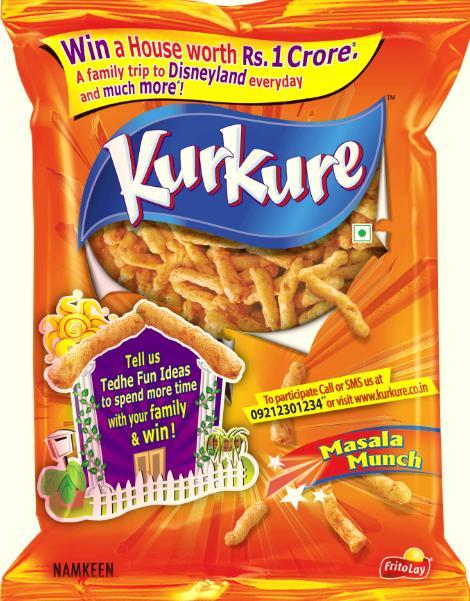 Win a House worth Rs. 1 Crore*.
A family trip to Disneyland everyday
and much more*!
™
Kurkure
Tell us
Tedhe Fun Ideas
to spend more time
with your family
& win!
To participate Call or SMS us at
09212301234** or visit www.kurkure.co.in
Masala
Munch
NAMKEEN
FritoLay